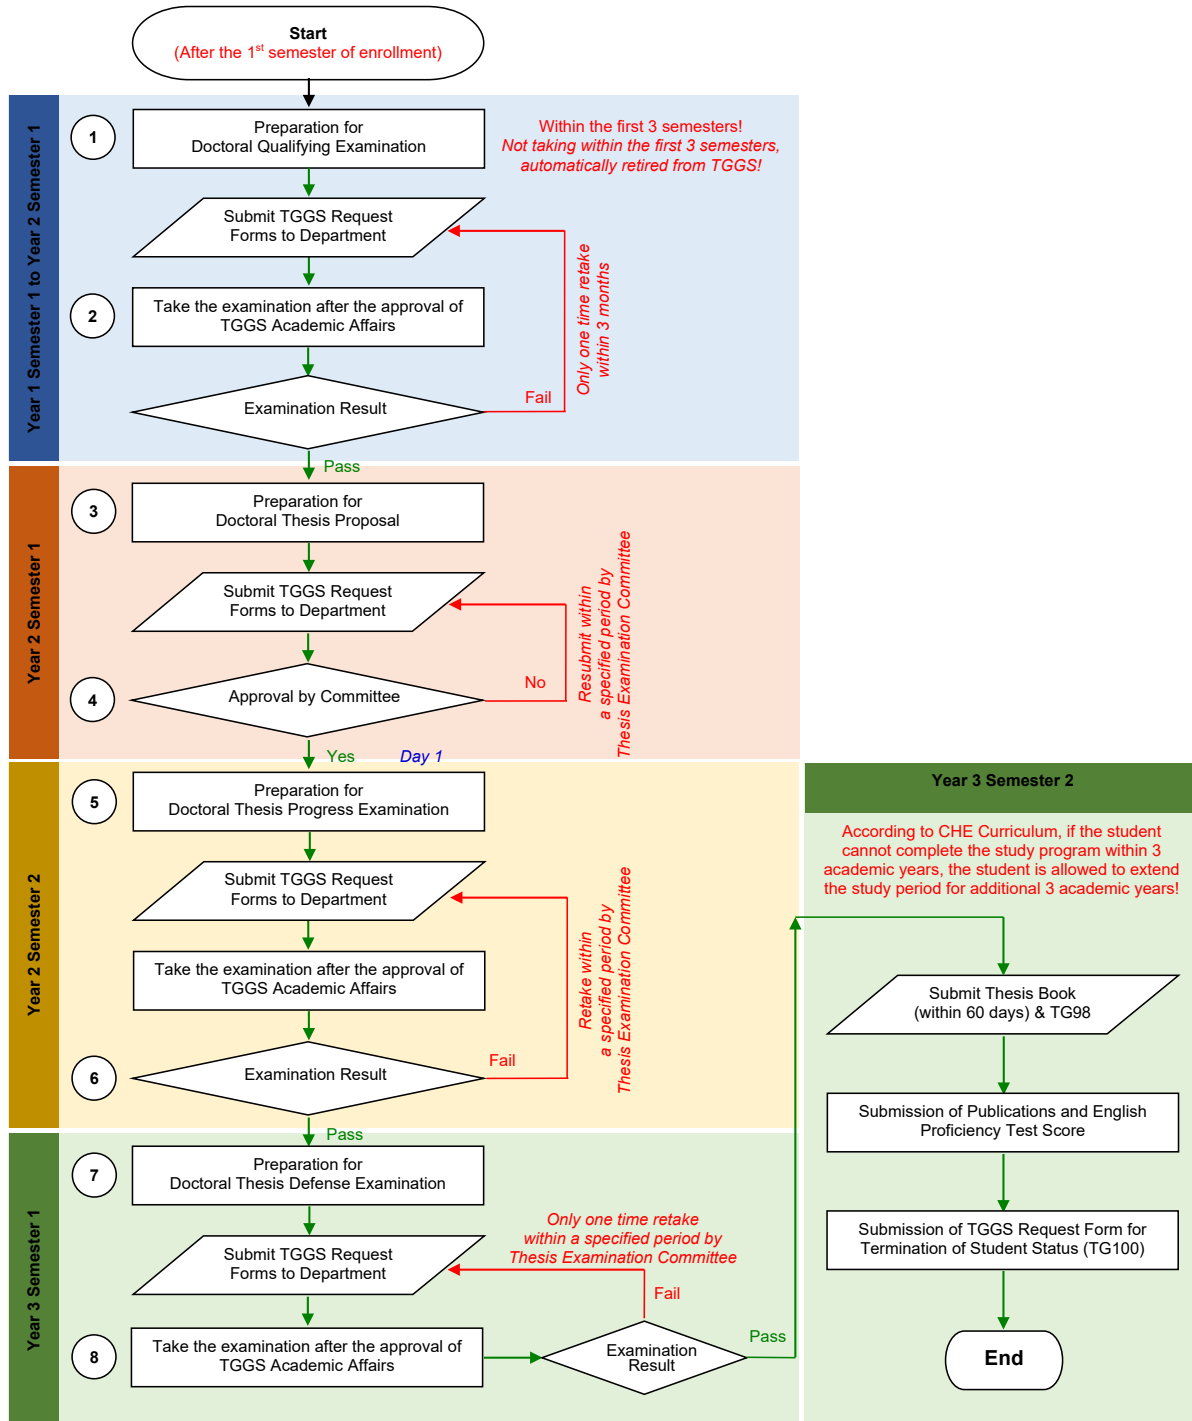 Start
(After the 1st semester of enrollment)
Year 1 Semester 1 to Year 2 Semester 1
1
Preparation for
Doctoral Qualifying Examination
Within the first 3 semesters!
Not taking within the first 3 semesters,
automatically retired from TGGS!
Submit TGGS Request
Forms to Department
Only one time retake
within 3 months
2
Take the examination after the approval of
TGGS Academic Affairs
Examination Result
Fail
Pass
Year 2 Semester 1
3
Preparation for
Doctoral Thesis Proposal
Submit TGGS Request
Forms to Department
Resubmit within
a specified period by
Thesis Examination Committee
4
Approval by Committee
No
Yes
Day 1
Year 2 Semester 2
5
Preparation for
Doctoral Thesis Progress Examination
Submit TGGS Request
Forms to Department
Retake within
a specified period by
Thesis Examination Committee
Take the examination after the approval of
TGGS Academic Affairs
6
Examination Result
Fail
Pass
Year 3 Semester 1
7
Preparation for
Doctoral Thesis Defense Examination
Submit TGGS Request
Forms to Department
Only one time retake
within a specified period by
Thesis Examination Committee
Fail
8
Take the examination after the approval of
TGGS Academic Affairs
Examination
Result
Pass
Year 3 Semester 2
According to CHE Curriculum, if the student
cannot complete the study program within 3
academic years, the student is allowed to extend
the study period for additional 3 academic years!
Submit Thesis Book
(within 60 days) & TG98
Submission of Publications and English
Proficiency Test Score
Submission of TGGS Request Form for
Termination of Student Status (TG100)
End